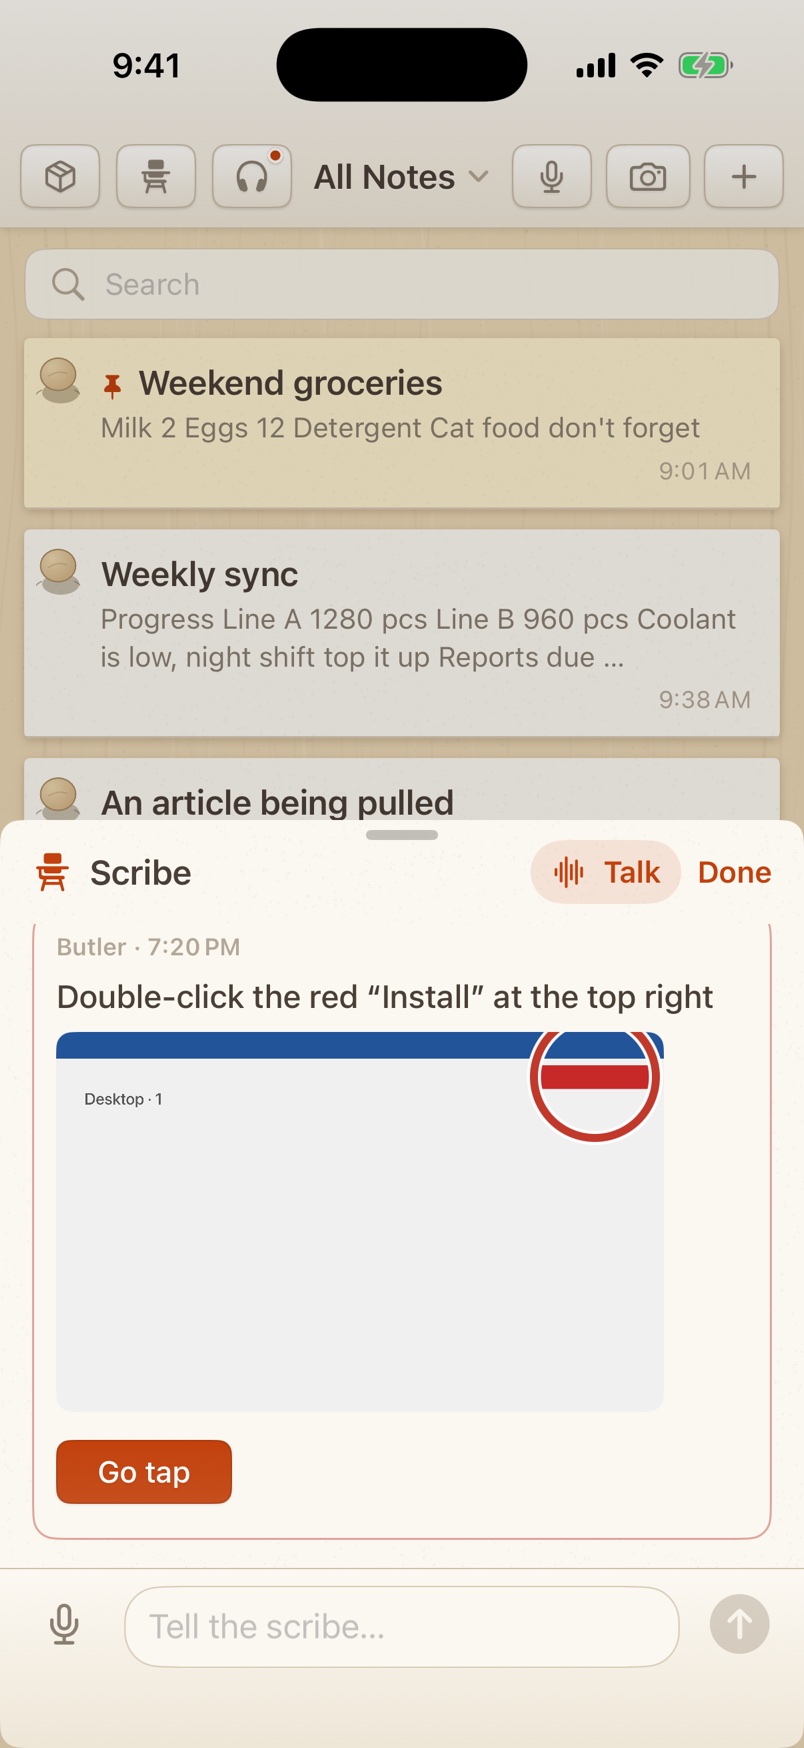 9:41
All Notes
Search
Weekend groceries
Milk 2 Eggs 12 Detergent Cat food don't forget
9:01 AM
Weekly sync
Progress Line A 1280 pcs Line B 960 pcs Coolant
is low, night shift top it up Reports due ...
9:38 AM
An article being pulled
Scribe
Talk
Done
Butler · 7:20 PM
Double-click the red “Install” at the top right
Desktop · 1
Go tap
Tell the scribe...